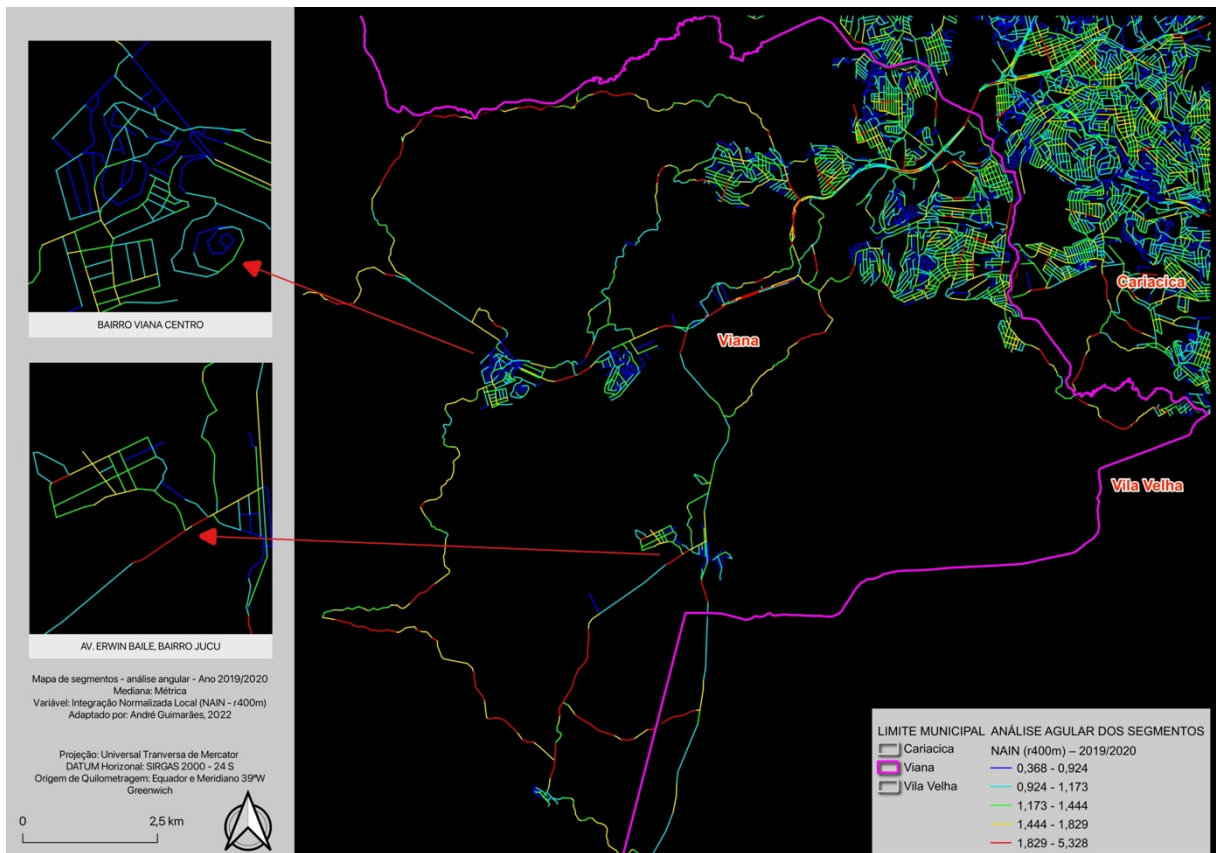 BAIRRO VIANA CENTRO
AV. ERWIN BAILE, BAIRRO JUCU
Mapa de segmentos - análise angular - Ano 2019/2020
Mediana: Métrica
Variável: Integração Normalizada Local (NAIN - r400m)
Adaptado por: André Guimarães, 2022
Projeção: Universal Tranversa de Mercator
DATUM Horizonal: SIRGAS 2000 - 24 S
Origem de Quilometragem: Equador e Meridiano 39ºW
Greenwich
0 2,5 km
Viana
Cariacica
Vila Velha
LIMITE MUNICIPAL
Cariacica
Viana
Vila Velha
ANÁLISE AGULAR DOS SEGMENTOS
NAIN (r400m) – 2019/2020
0,368 - 0,924
0,924 - 1,173
1,173 - 1,444
1,444 - 1,829
1,829 - 5,328